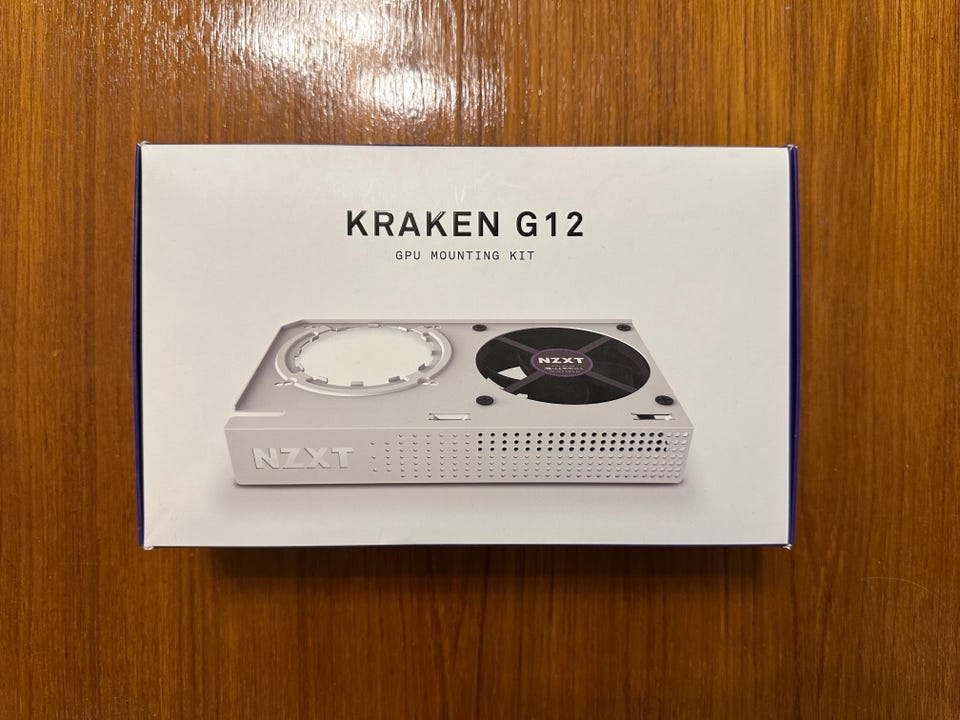 KRAKEN G12
GPU MOUNTING KIT
NZXT
NZXT